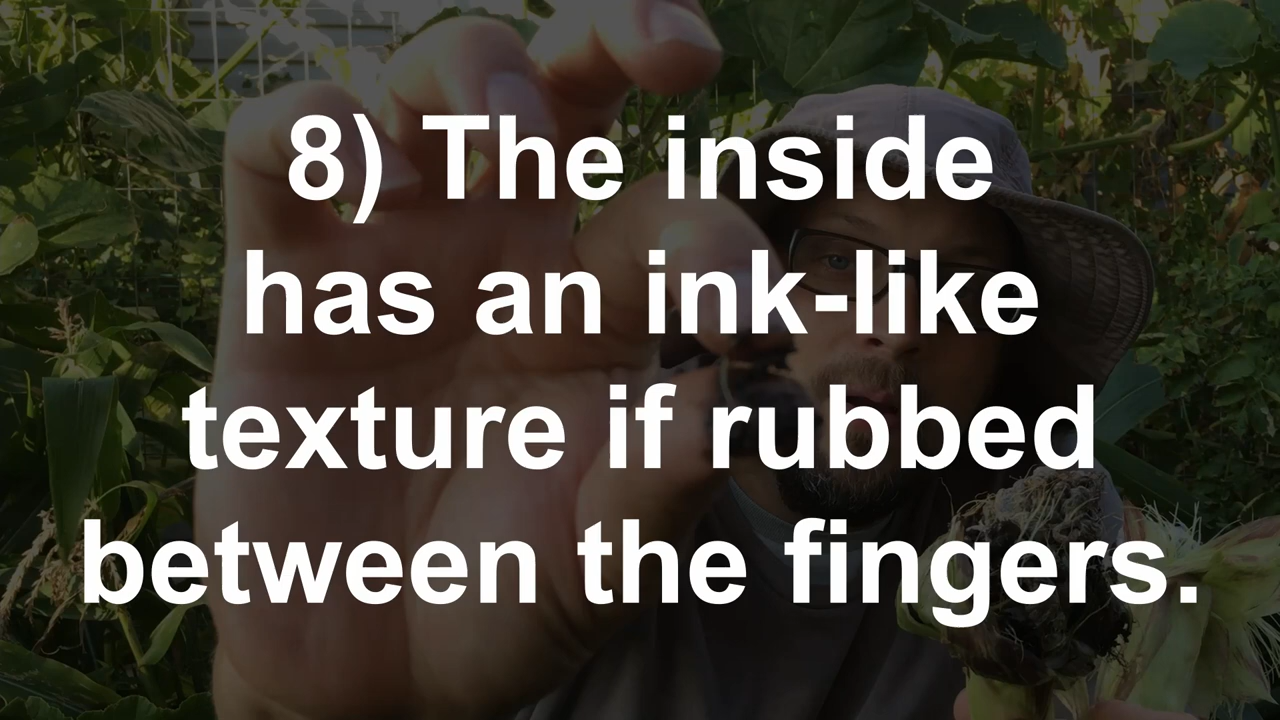 8) The inside
has an ink-like
texture if rubbed
between the fingers.